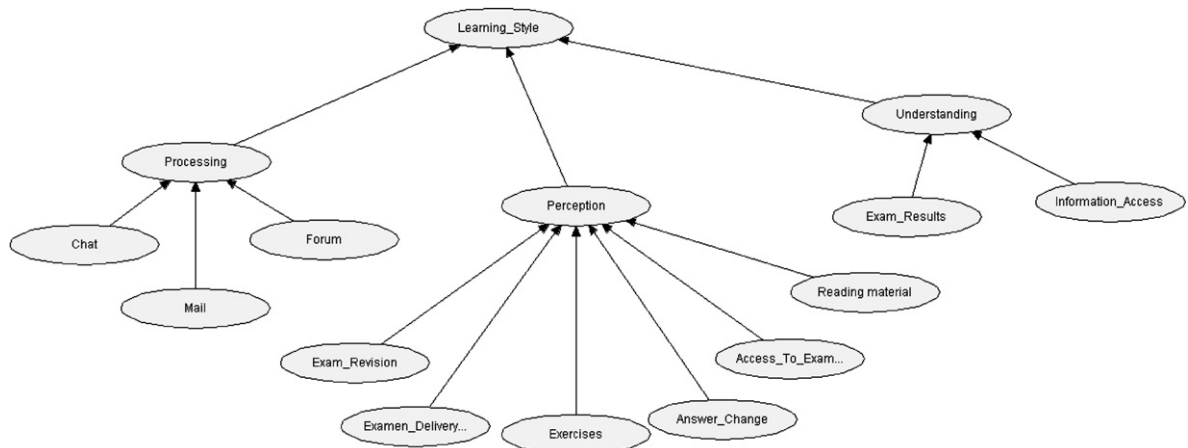 Learning_Style
Understanding
Processing
Information_Access
Perception
Exam_Results
Forum
Chat
Reading material
Mail
Access_To_Exam...
Exam_Revision
Answer_Change
Examen_Delivery...
Exercises